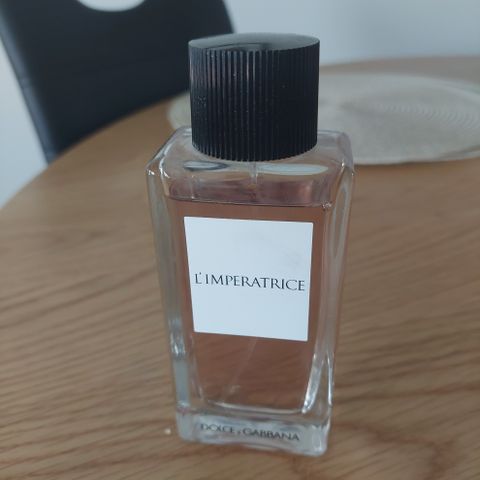 L'IMPERATRICE
DOLCE & GABBANA